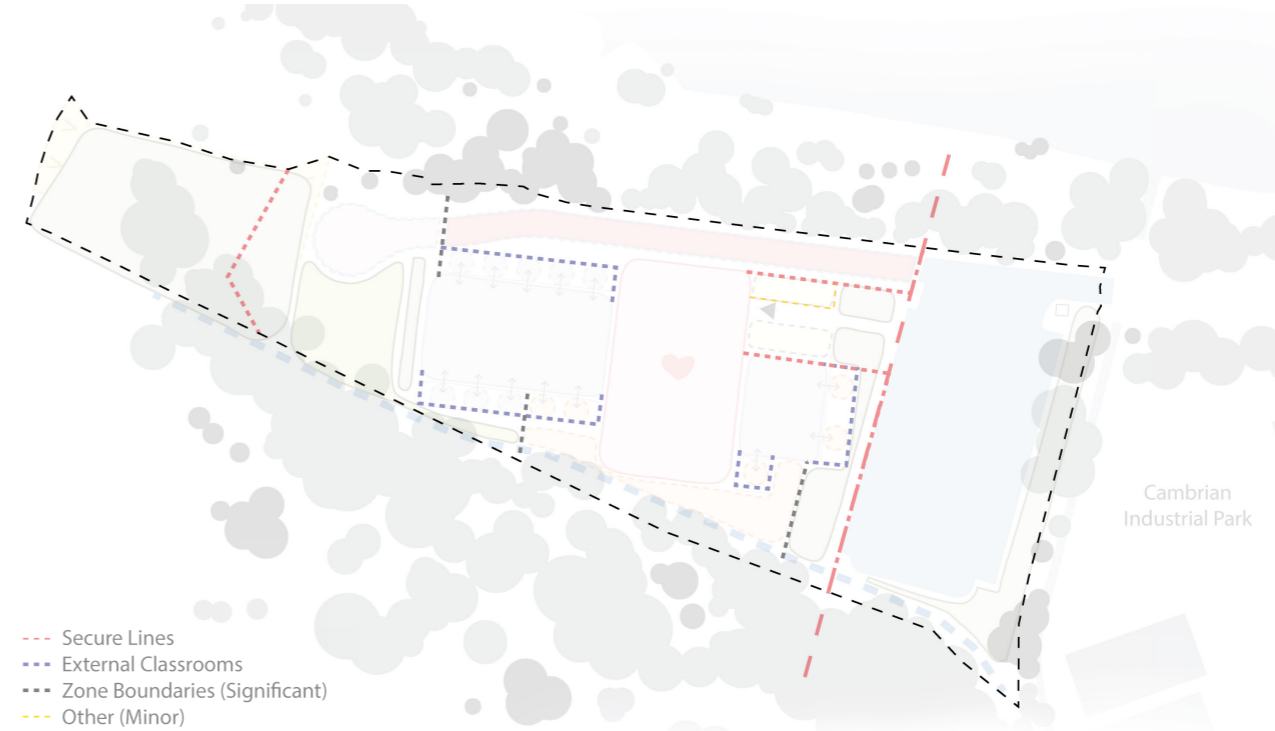 Cambrian
Industrial Park
Secure Lines
External Classrooms
Zone Boundaries (Significant)
Other (Minor)